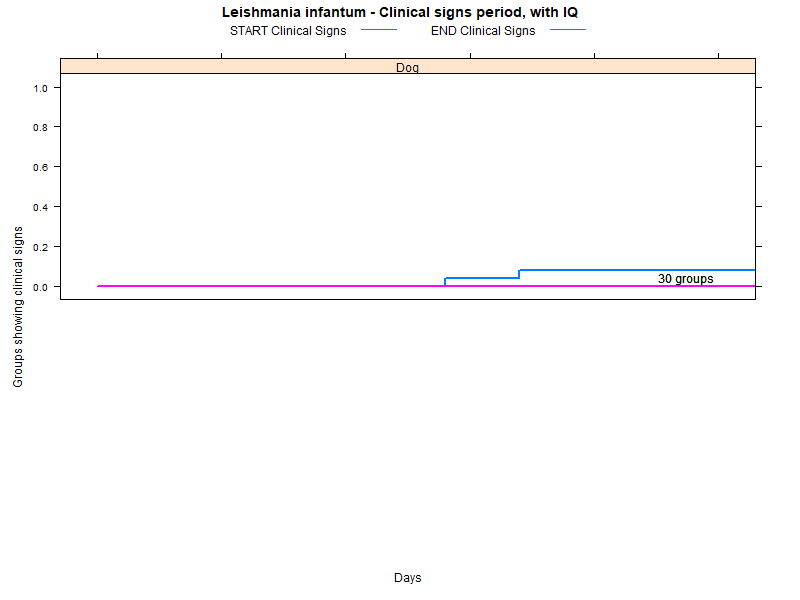 Leishmania infantum - Clinical signs period, with IQ
START Clinical Signs END Clinical Signs
Dog
1.0
0.8
0.6
0.4
0.2
0.0
30 groups
Groups showing clinical signs
Days